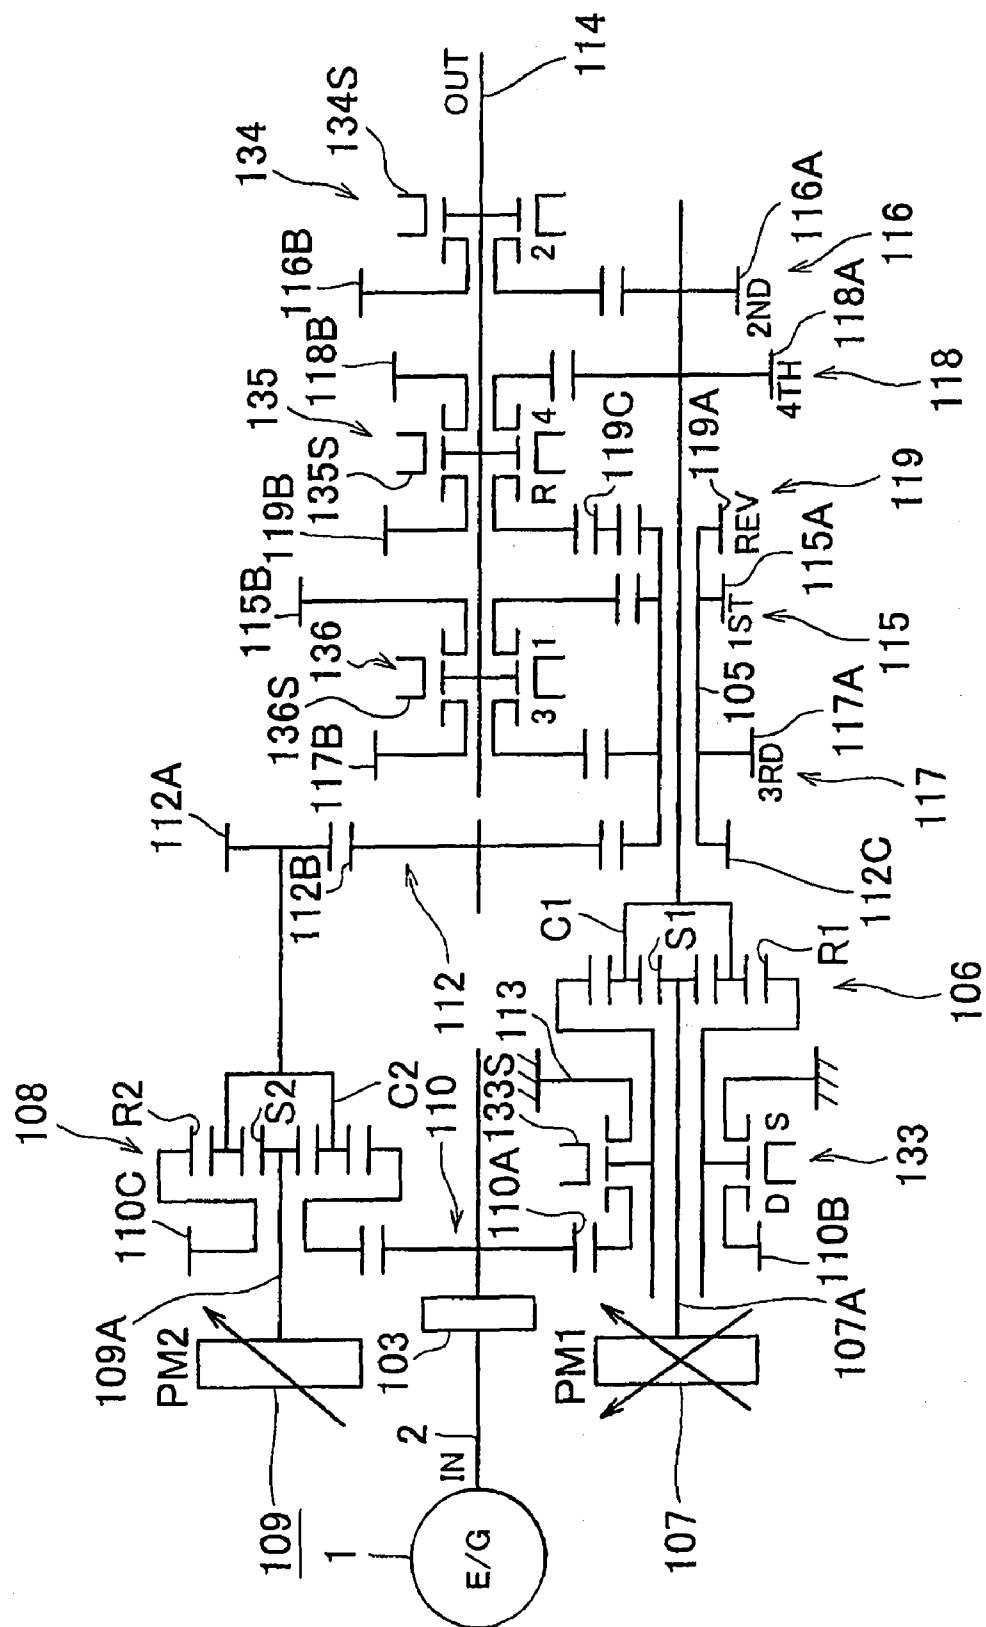 134
134S
OUT
114
116B
2
116A
2ND
116
118B
118A
4TH
118
135
135S
4
R
119B
119C
119A
REV
119
115B
115A
1ST
115
136
136S
1
3
105
117B
117A
3RD
117
112A
112B
112
112C
C1
S1
R1
106
108
R2
S2
C2
110C
110
110A
133S
113
S
D
133
110B
109A
PM2
103
107A
PM1
2
IN
109
1
E/G
107